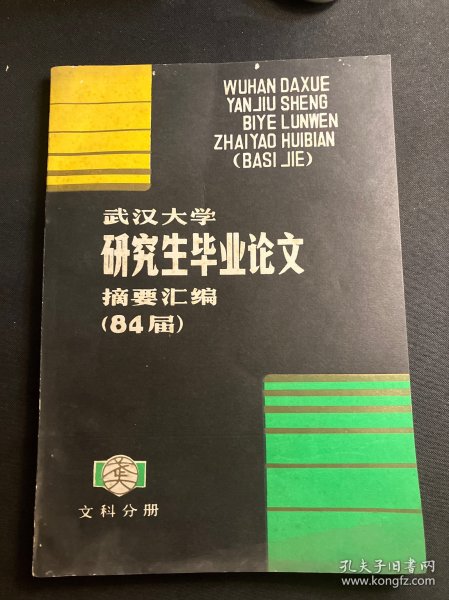 WUHAN DAXUE
YANJIU SHENG
BIYE LUNWEN
ZHAIYAO HUIBIAN
(BASI JIE)
武汉大学
研究生毕业论文
摘要汇编
(84届)
文科分册
孔夫子旧书网
www.kongfz.com